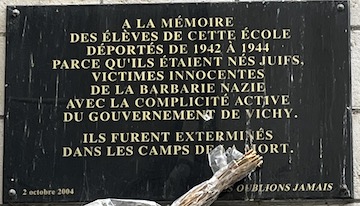 A LA MÉMOIRE
DES ÉLÈVES DE CETTE ÉCOLE
DÉPORTÉS DE 1942 À 1944
PARCE QU'ILS ÉTAIENT NÉS JUIFS,
VICTIMES INNOCENTES
DE LA BARBARIE NAZIE
AVEC LA COMPLICITÉ ACTIVE
DU GOUVERNEMENT DE VICHY.
ILS FURENT EXTERMINÉS
DANS LES CAMPS DE LA MORT.
2 octobre 2004
OUBLIONS JAMAIS